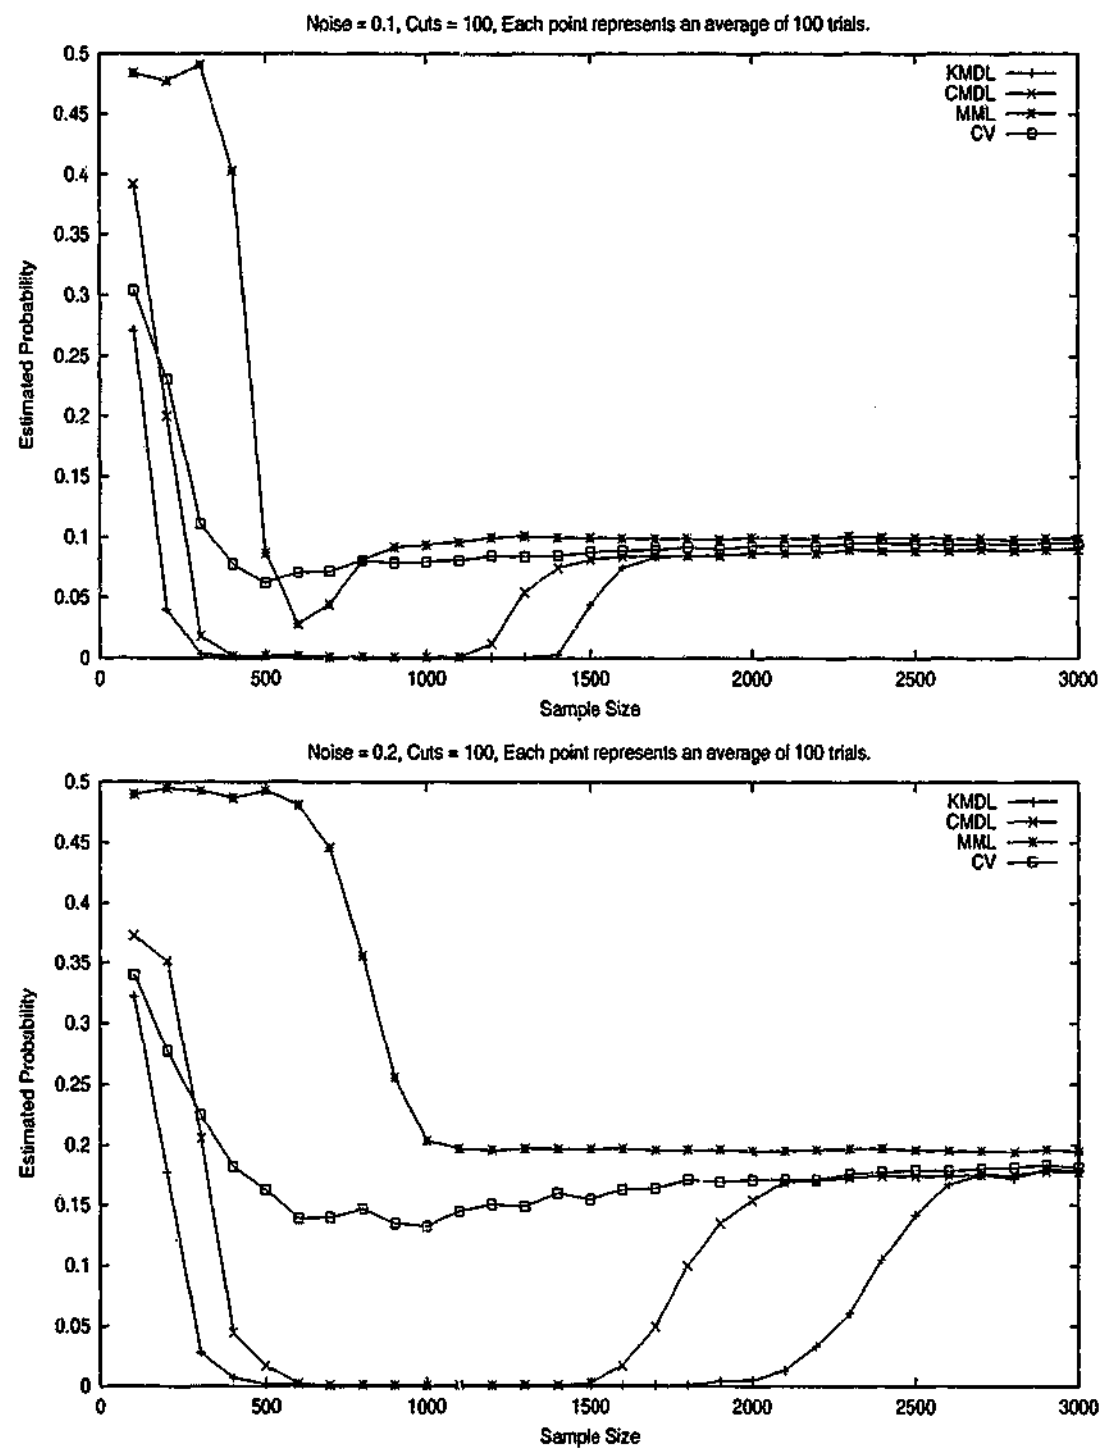 Noise = 0.1, Cuts = 100, Each point represents an average of 100 trials.
0.5
0.45
0.4
0.35
0.3
0.25
0.2
0.15
0.1
0.05
0
Estimated Probability
KMDL
CMDL
MML
CV
0 500 1000 1500 2000 2500 3000
Sample Size
Noise = 0.2, Cuts = 100, Each point represents an average of 100 trials.
0.5
0.45
0.4
0.35
0.3
0.25
0.2
0.15
0.1
0.05
0
Estimated Probability
KMDL
CMDL
MML
CV
0 500 1000 1500 2000 2500 3000
Sample Size